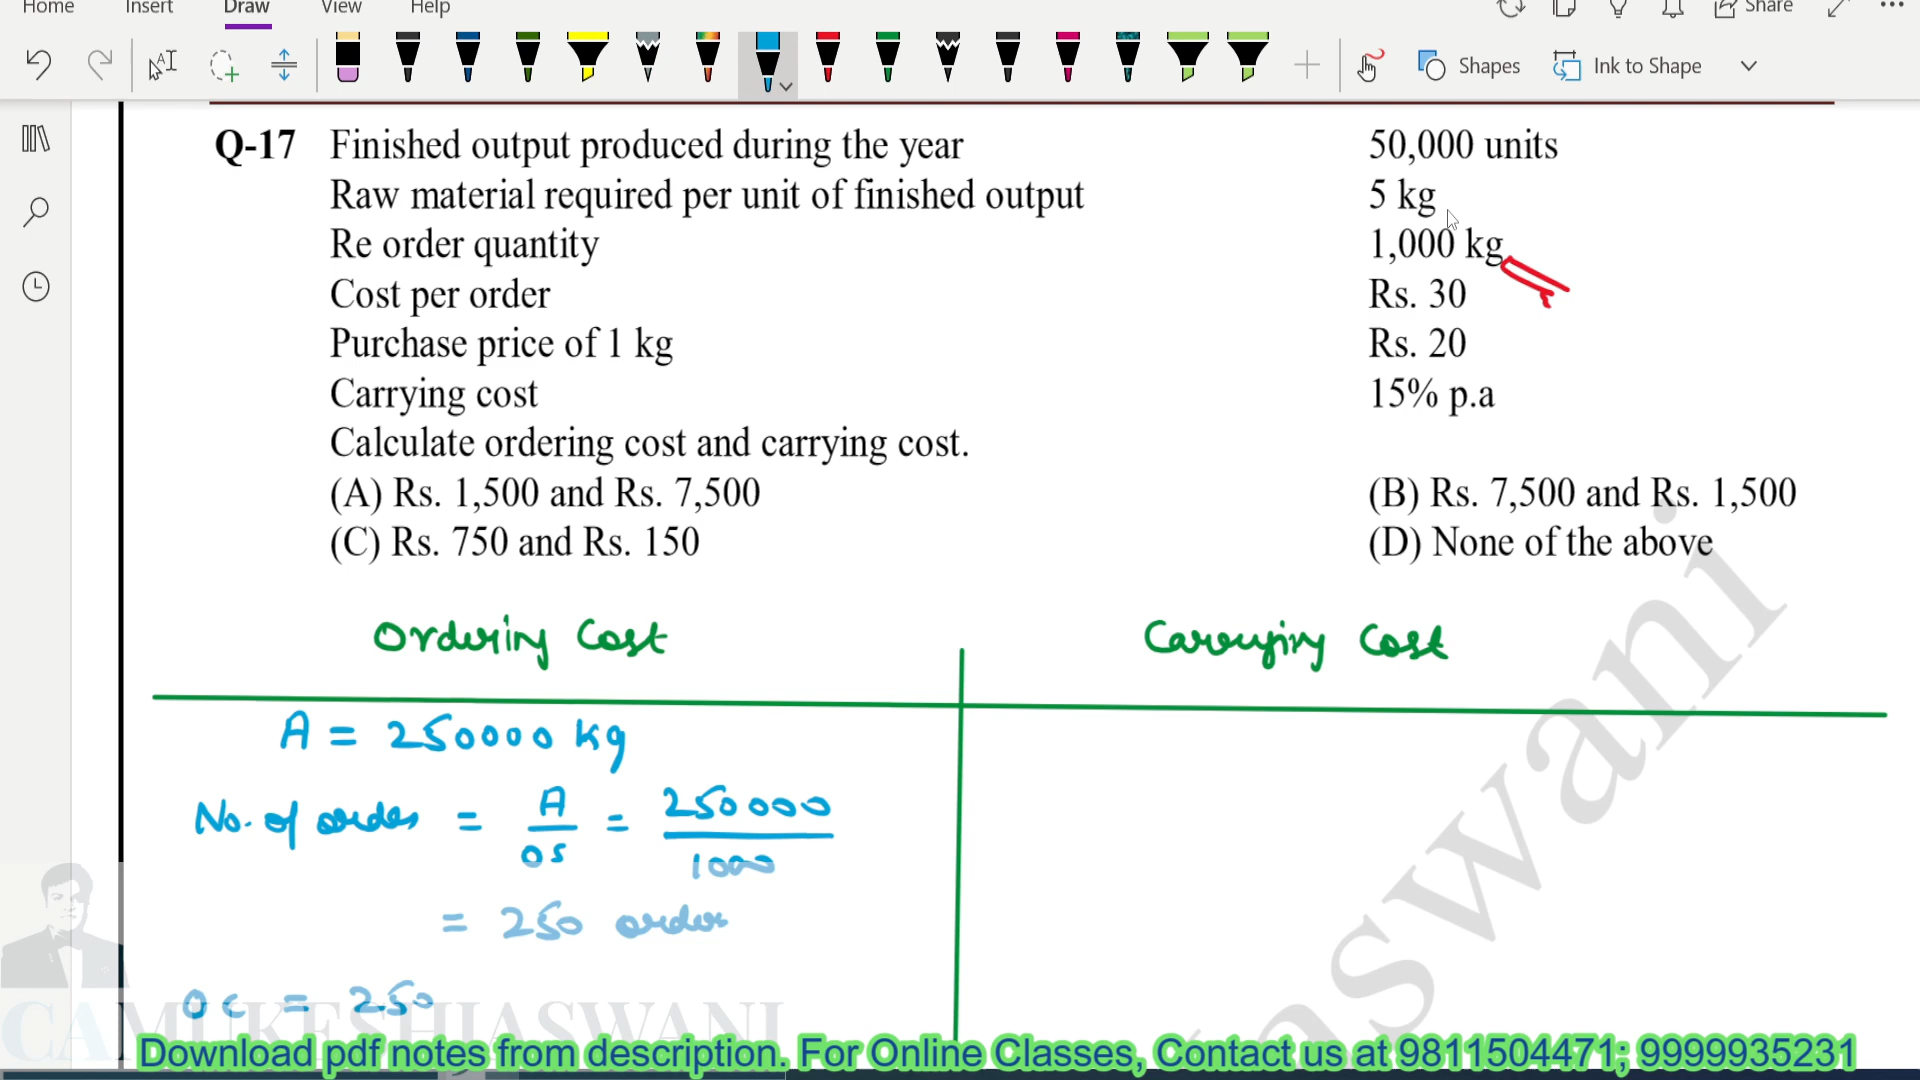 Home Insert Draw View Help Share
Shapes Ink to Shape
Q-17 Finished output produced during the year 50,000 units
Raw material required per unit of finished output 5 kg
Re order quantity 1,000 kg
Cost per order Rs. 30
Purchase price of 1 kg Rs. 20
Carrying cost 15% p.a
Calculate ordering cost and carrying cost.
(A) Rs. 1,500 and Rs. 7,500 (B) Rs. 7,500 and Rs. 1,500
(C) Rs. 750 and Rs. 150 (D) None of the above
Ordering Cost Carrying Cost
A = 250000 kg
No. of order = A / OS = 250000 / 1000
= 250 order
OC = 250
CAMUKESHJASWANI
aswani
Download pdf notes from description. For Online Classes, Contact us at 9811504471; 9999935231